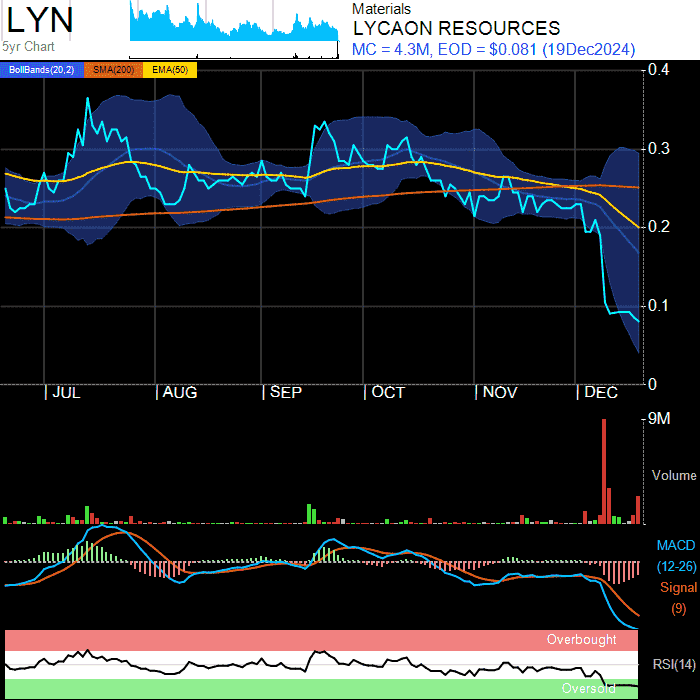 LYN
5yr Chart
Materials
LYCAON RESOURCES
MC = 4.3M, EOD = $0.081 (19Dec2024)
BollBands(20,2) SMA(200) EMA(50)
0.4
0.3
0.2
0.1
0
| JUL | AUG | SEP | OCT | NOV | DEC
9M
Volume
MACD
(12-26)
Signal
(9)
Overbought
RSI(14)
Oversold